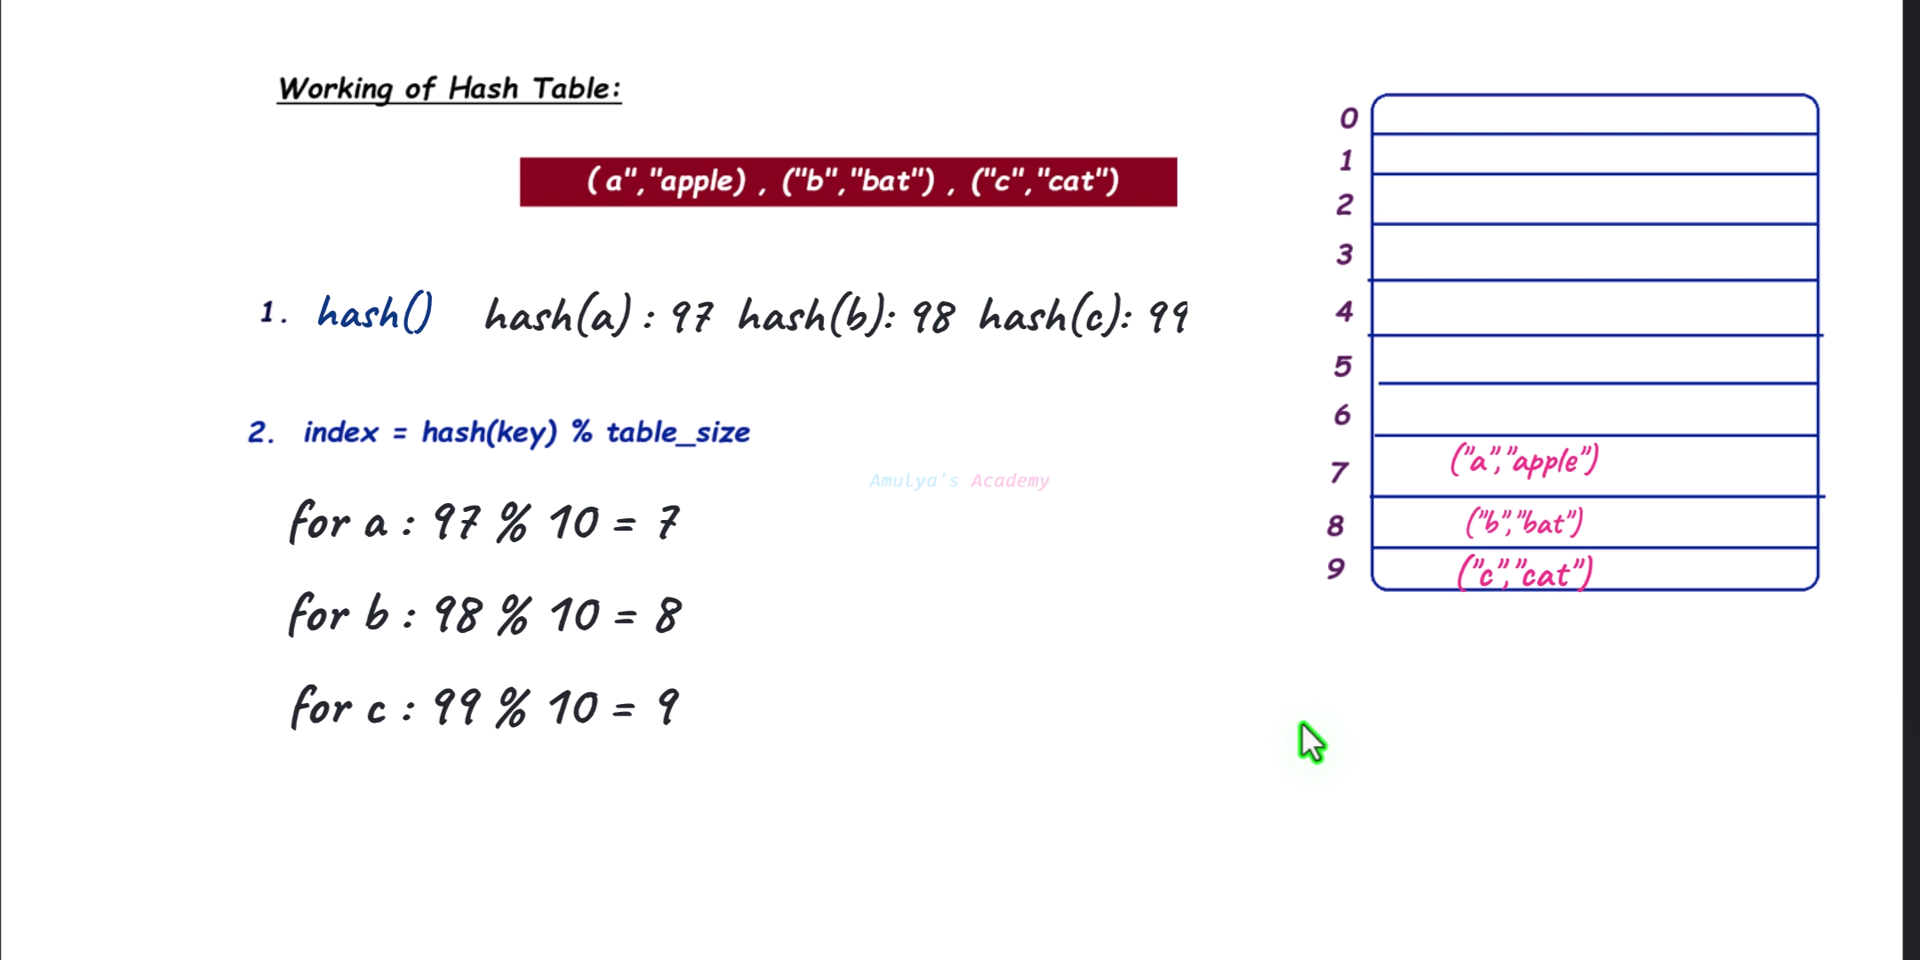 Working of Hash Table:
( a","apple) , ("b","bat") , ("c","cat")
1. hash() hash(a) : 97 hash(b): 98 hash(c): 99
2. index = hash(key) % table_size
Amulya's Academy
for a : 97 % 10 = 7
for b : 98 % 10 = 8
for c : 99 % 10 = 9
0
1
2
3
4
5
6
7 ("a","apple")
8 ("b","bat")
9 ("c","cat")